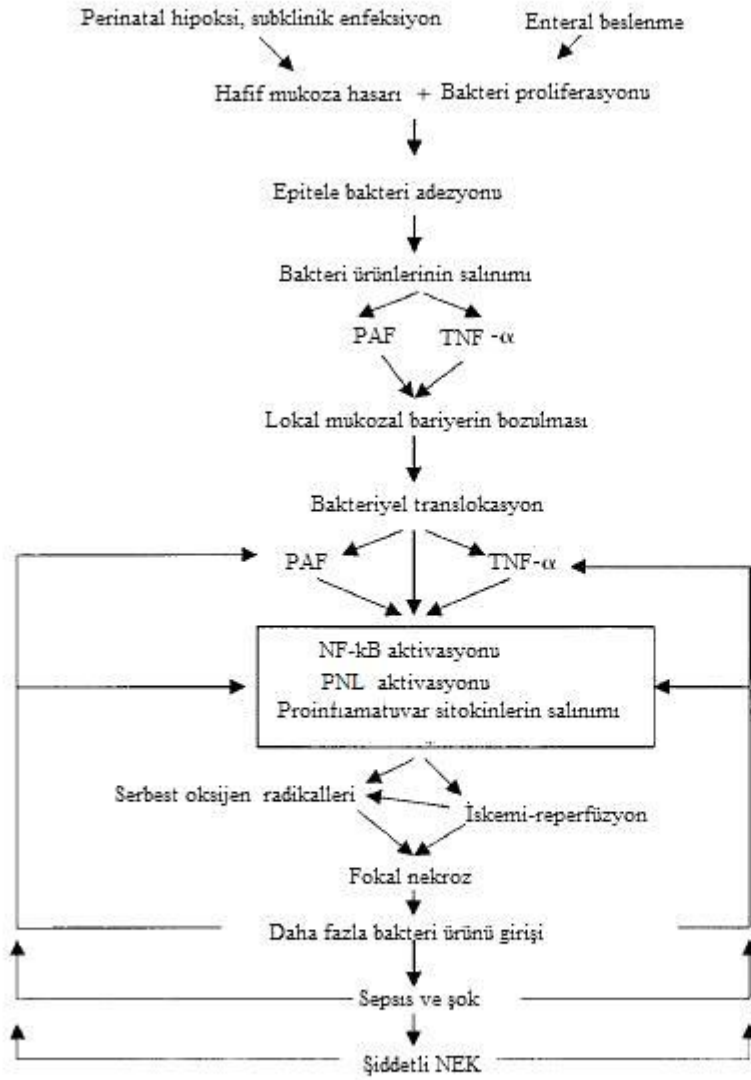 Perinatal hipoksi, subklinik enfeksiyon Enteral beslenme
Hafif mukoza hasarı + Bakteri proliferasyonu
Epitele bakteri adezyonu
Bakteri ürünlerinin salınımı
PAF TNF -α
Lokal mukozal bariyerin bozulması
Bakteriyel translokasyon
PAF TNF-α
NF-kB aktivasyonu
PNL aktivasyonu
Proinflamatuvar sitokinlerin salınımı
Serbest oksijen radikalleri
İskemi-reperfüzyon
Fokal nekroz
Daha fazla bakteri ürünü girişi
Sepsis ve şok
Şiddetli NEK